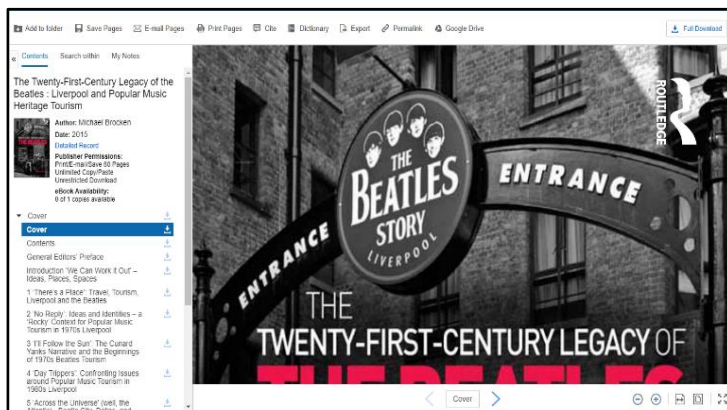 Add to folder
Save Pages
E-mail Pages
Print Pages
Cite
Dictionary
Export
Permalink
Google Drive
Full Download
«
Contents
Search within
My Notes
The Twenty-First-Century Legacy of the
Beatles : Liverpool and Popular Music
Heritage Tourism
Author: Michael Brocken
Date: 2015
Detailed Record
Publisher Permissions:
Print/E-mail/Save 60 Pages
Unlimited Copy/Paste
Unrestricted Download
eBook Availability:
0 of 1 copies available
Cover
Cover
Contents
General Editors' Preface
Introduction 'We Can Work it Out' –
Ideas, Places, Spaces
1 'There's a Place': Travel, Tourism,
Liverpool and the Beatles
2 'No Reply': Ideas and Identities – a
'Rocky' Context for Popular Music
Tourism in 1970s Liverpool
3 'I'll Follow the Sun': The Cunard
Yanks Narrative and the Beginnings
of 1970s Beatles Tourism
4 'Day Trippers': Confronting Issues
around Popular Music Tourism in
1980s Liverpool
5 'Across the Universe' (well, the
ROUTLEDGE
THE
BEATLES
STORY
LIVERPOOL
ENTRANCE
ENTRANCE
THE
TWENTY-FIRST-CENTURY LEGACY OF
THE BEATLES
Cover